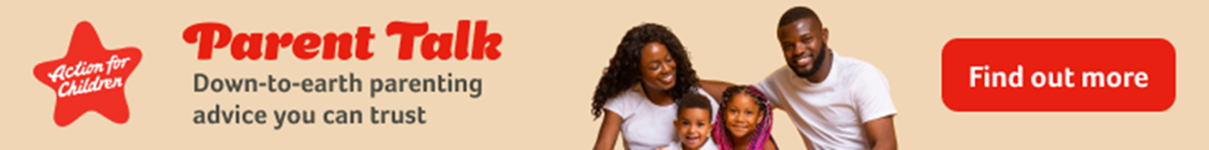 Action for
Children
Parent Talk
Down-to-earth parenting
advice you can trust
Find out more